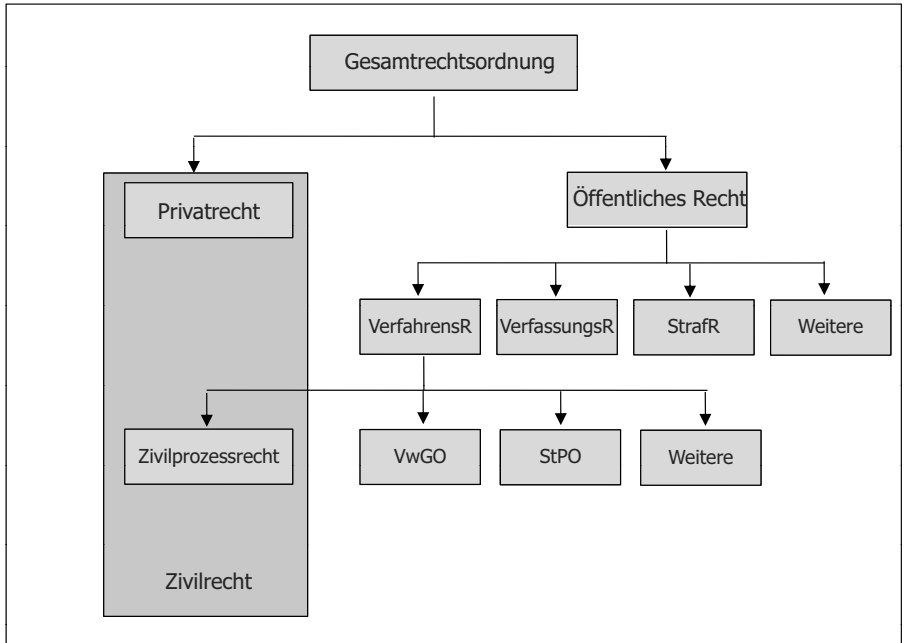 Gesamtrechtsordnung
Privatrecht
Öffentliches Recht
VerfahrensR
VerfassungsR
StrafR
Weitere
Zivilprozessrecht
VwGO
StPO
Weitere
Zivilrecht